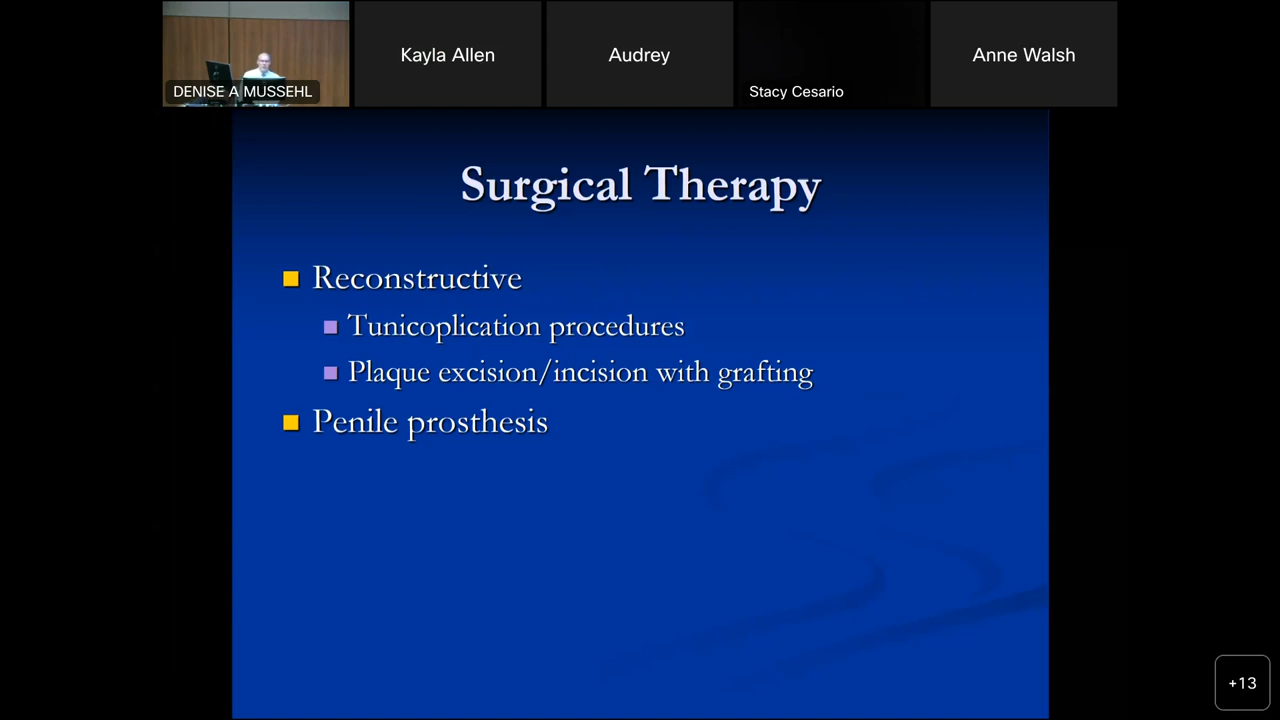 DENISE A MUSSEHL
Kayla Allen
Audrey
Stacy Cesario
Anne Walsh
Surgical Therapy
Reconstructive
Tunicoplication procedures
Plaque excision/incision with grafting
Penile prosthesis
+13